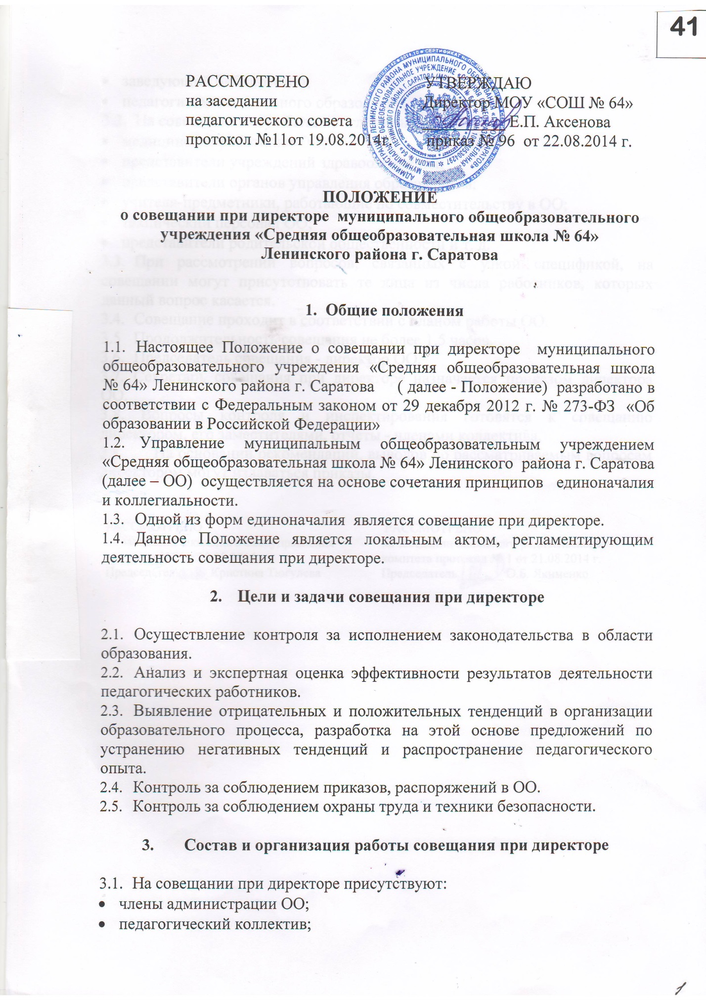 41
РАССМОТРЕНО
на заседании
педагогического совета
протокол №11от 19.08.2014г.
УТВЕРЖДАЮ
Директор МОУ «СОШ № 64»
Е.П. Аксенова
приказ № 96 от 22.08.2014 г.
ПОЛОЖЕНИЕ
о совещании при директоре муниципального общеобразовательного
учреждения «Средняя общеобразовательная школа № 64»
Ленинского района г. Саратова
1. Общие положения
1.1. Настоящее Положение о совещании при директоре муниципального
общеобразовательного учреждения «Средняя общеобразовательная школа
№ 64» Ленинского района г. Саратова ( далее - Положение) разработано в
соответствии с Федеральным законом от 29 декабря 2012 г. № 273-ФЗ «Об
образовании в Российской Федерации»
1.2. Управление муниципальным общеобразовательным учреждением
«Средняя общеобразовательная школа № 64» Ленинского района г. Саратова
(далее – ОО) осуществляется на основе сочетания принципов единоначалия
и коллегиальности.
1.3. Одной из форм единоначалия является совещание при директоре.
1.4. Данное Положение является локальным актом, регламентирующим
деятельность совещания при директоре.
2. Цели и задачи совещания при директоре
2.1. Осуществление контроля за исполнением законодательства в области
образования.
2.2. Анализ и экспертная оценка эффективности результатов деятельности
педагогических работников.
2.3. Выявление отрицательных и положительных тенденций в организации
образовательного процесса, разработка на этой основе предложений по
устранению негативных тенденций и распространение педагогического
опыта.
2.4. Контроль за соблюдением приказов, распоряжений в ОО.
2.5. Контроль за соблюдением охраны труда и техники безопасности.
3. Состав и организация работы совещания при директоре
3.1. На совещании при директоре присутствуют:
• члены администрации ОО;
• педагогический коллектив;
1